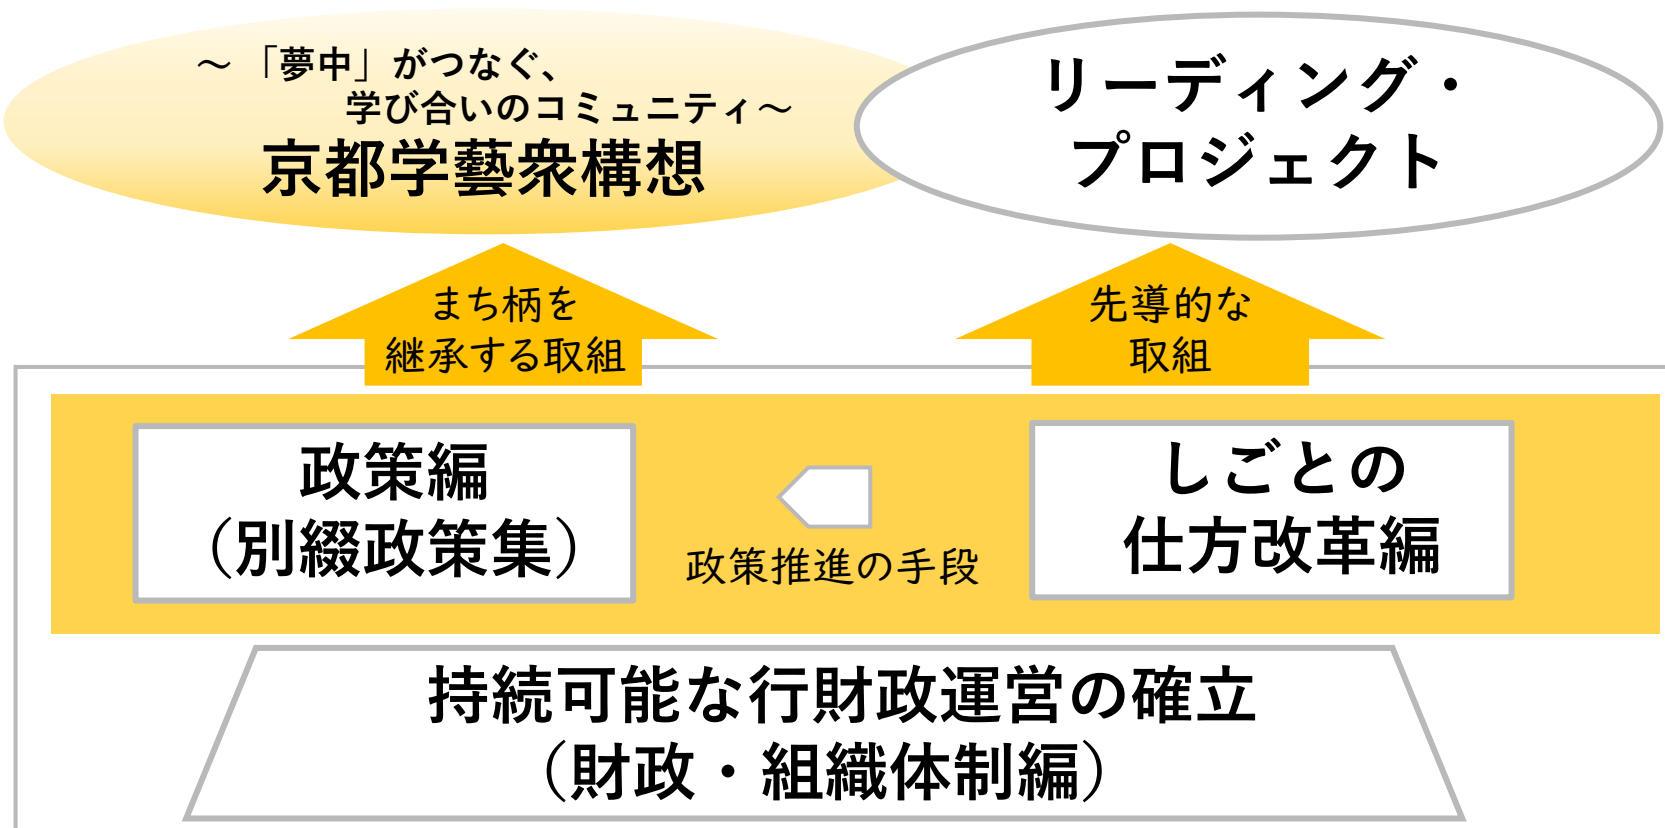 ～「夢中」がつなぐ、
学び合いのコミュニティ～
京都学藝衆構想
リーディング・
プロジェクト
まち柄を
継承する取組
先導的な
取組
政策編
（別綴政策集）
政策推進の手段
しごとの
仕方改革編
持続可能な行財政運営の確立
（財政・組織体制編）